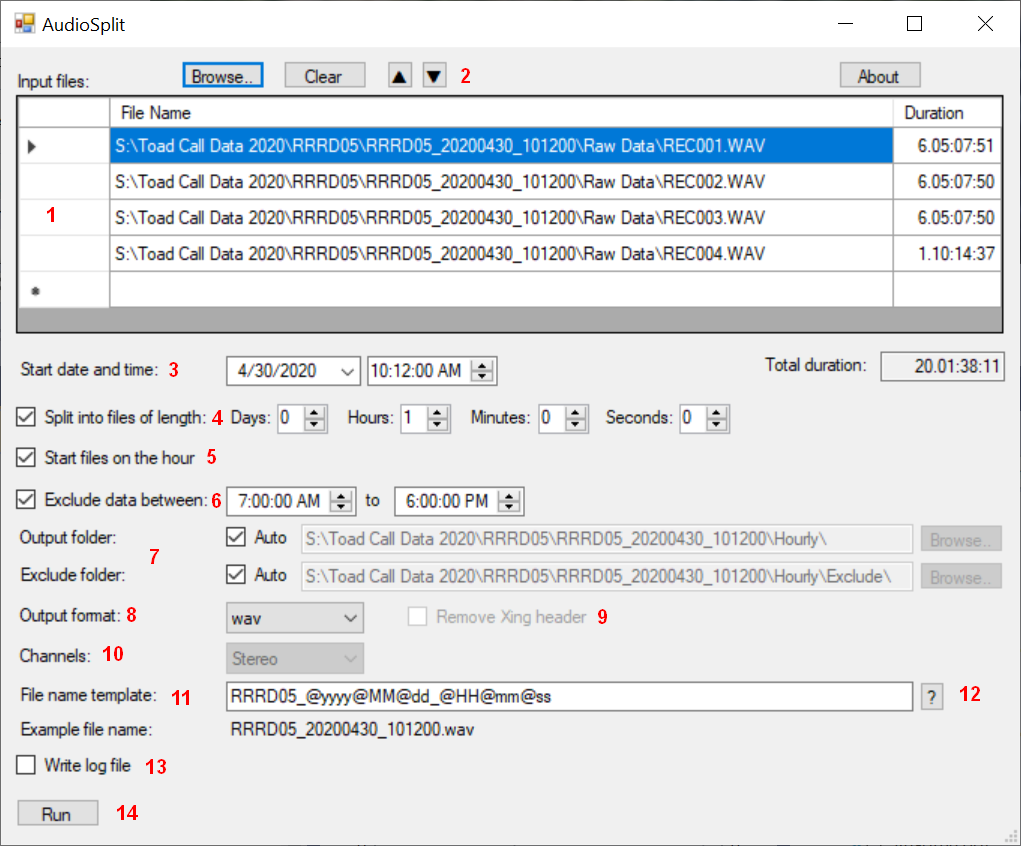 AudioSplit
Input files: Browse.. Clear ▲ ▼ 2 About
File Name Duration
S:\Toad Call Data 2020\RRRD05\RRRD05_20200430_101200\Raw Data\REC001.WAV 6.05:07:51
S:\Toad Call Data 2020\RRRD05\RRRD05_20200430_101200\Raw Data\REC002.WAV 6.05:07:50
1 S:\Toad Call Data 2020\RRRD05\RRRD05_20200430_101200\Raw Data\REC003.WAV 6.05:07:50
S:\Toad Call Data 2020\RRRD05\RRRD05_20200430_101200\Raw Data\REC004.WAV 1.10:14:37
*
Start date and time: 3 4/30/2020 10:12:00 AM Total duration: 20.01:38:11
Split into files of length: 4 Days: 0 Hours: 1 Minutes: 0 Seconds: 0
Start files on the hour 5
Exclude data between: 6 7:00:00 AM to 6:00:00 PM
Output folder: Auto S:\Toad Call Data 2020\RRRD05\RRRD05_20200430_101200\Hourly\ Browse..
7
Exclude folder: Auto S:\Toad Call Data 2020\RRRD05\RRRD05_20200430_101200\Hourly\Exclude\ Browse..
Output format: 8 wav Remove Xing header 9
Channels: 10 Stereo
File name template: 11 RRRD05_@yyyy@MM@dd_@HH@mm@ss ? 12
Example file name: RRRD05_20200430_101200.wav
Write log file 13
Run 14